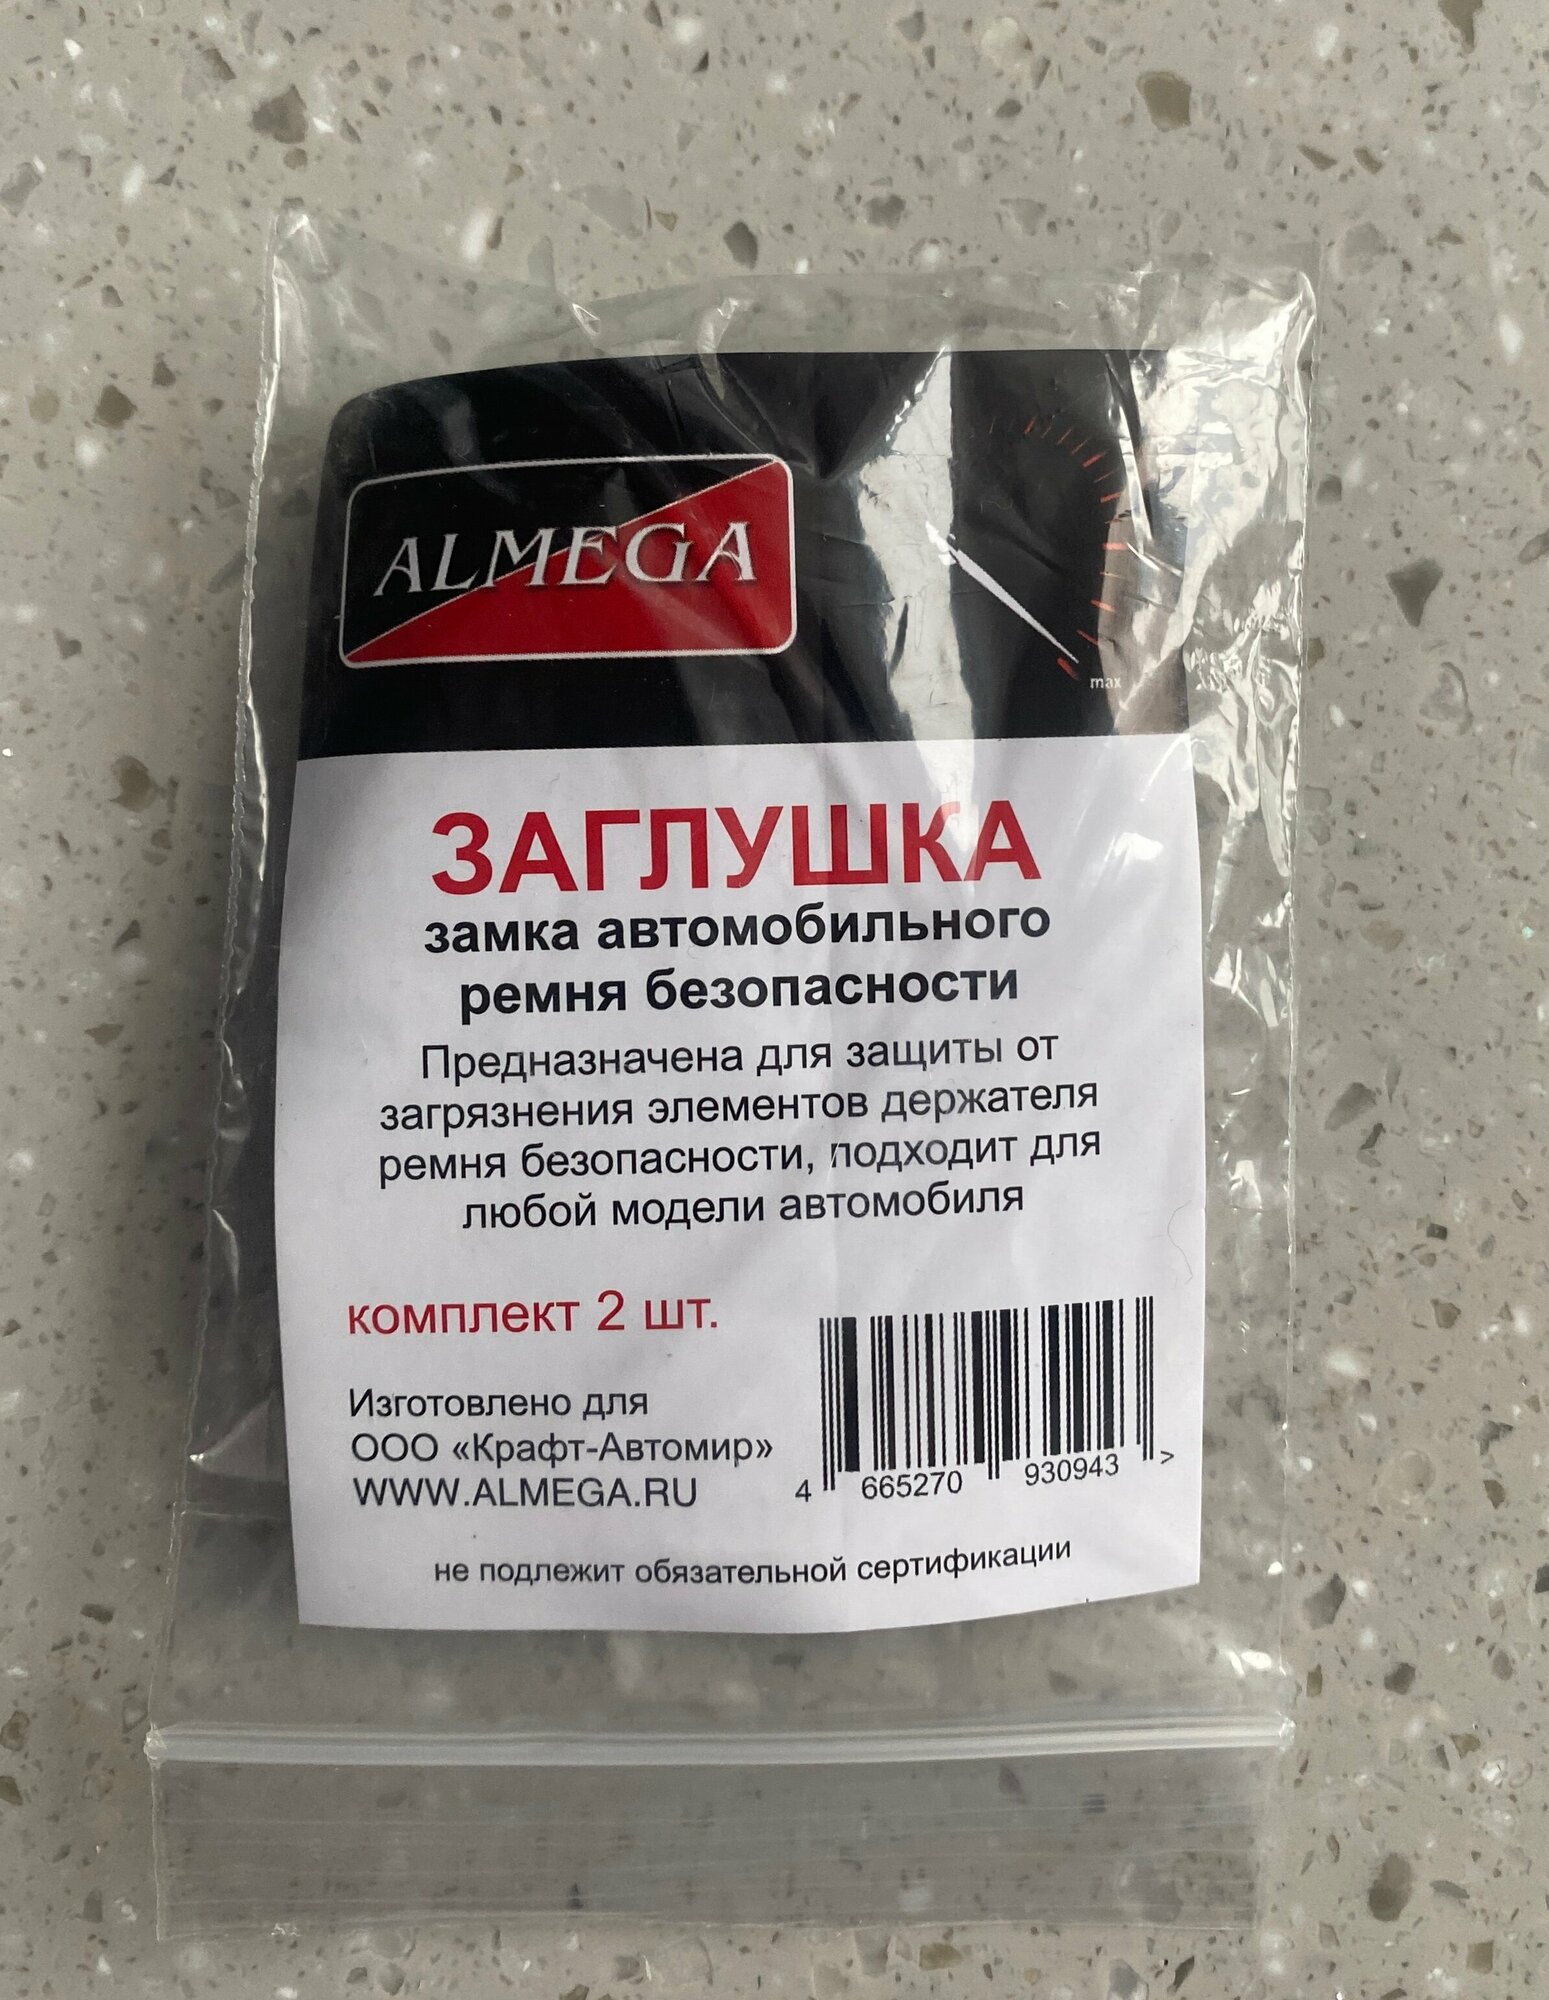 ALMEGA
max
ЗАГЛУШКА
замка автомобильного
ремня безопасности
Предназначена для защиты от
загрязнения элементов держателя
ремня безопасности, подходит для
любой модели автомобиля
комплект 2 шт.
Изготовлено для
ООО «Крафт-Автомир»
WWW.ALMEGA.RU
4 665270 930943 >
не подлежит обязательной сертификации